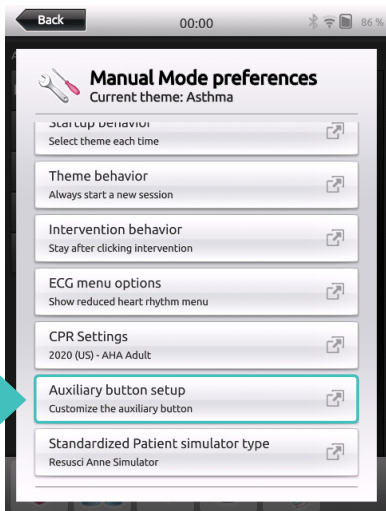 Back
00:00
86 %
Manual Mode preferences
Current theme: Asthma
Startup behavior
Select theme each time
Theme behavior
Always start a new session
Intervention behavior
Stay after clicking intervention
ECG menu options
Show reduced heart rhythm menu
CPR Settings
2020 (US) - AHA Adult
Auxiliary button setup
Customize the auxiliary button
Standardized Patient simulator type
Resusci Anne Simulator